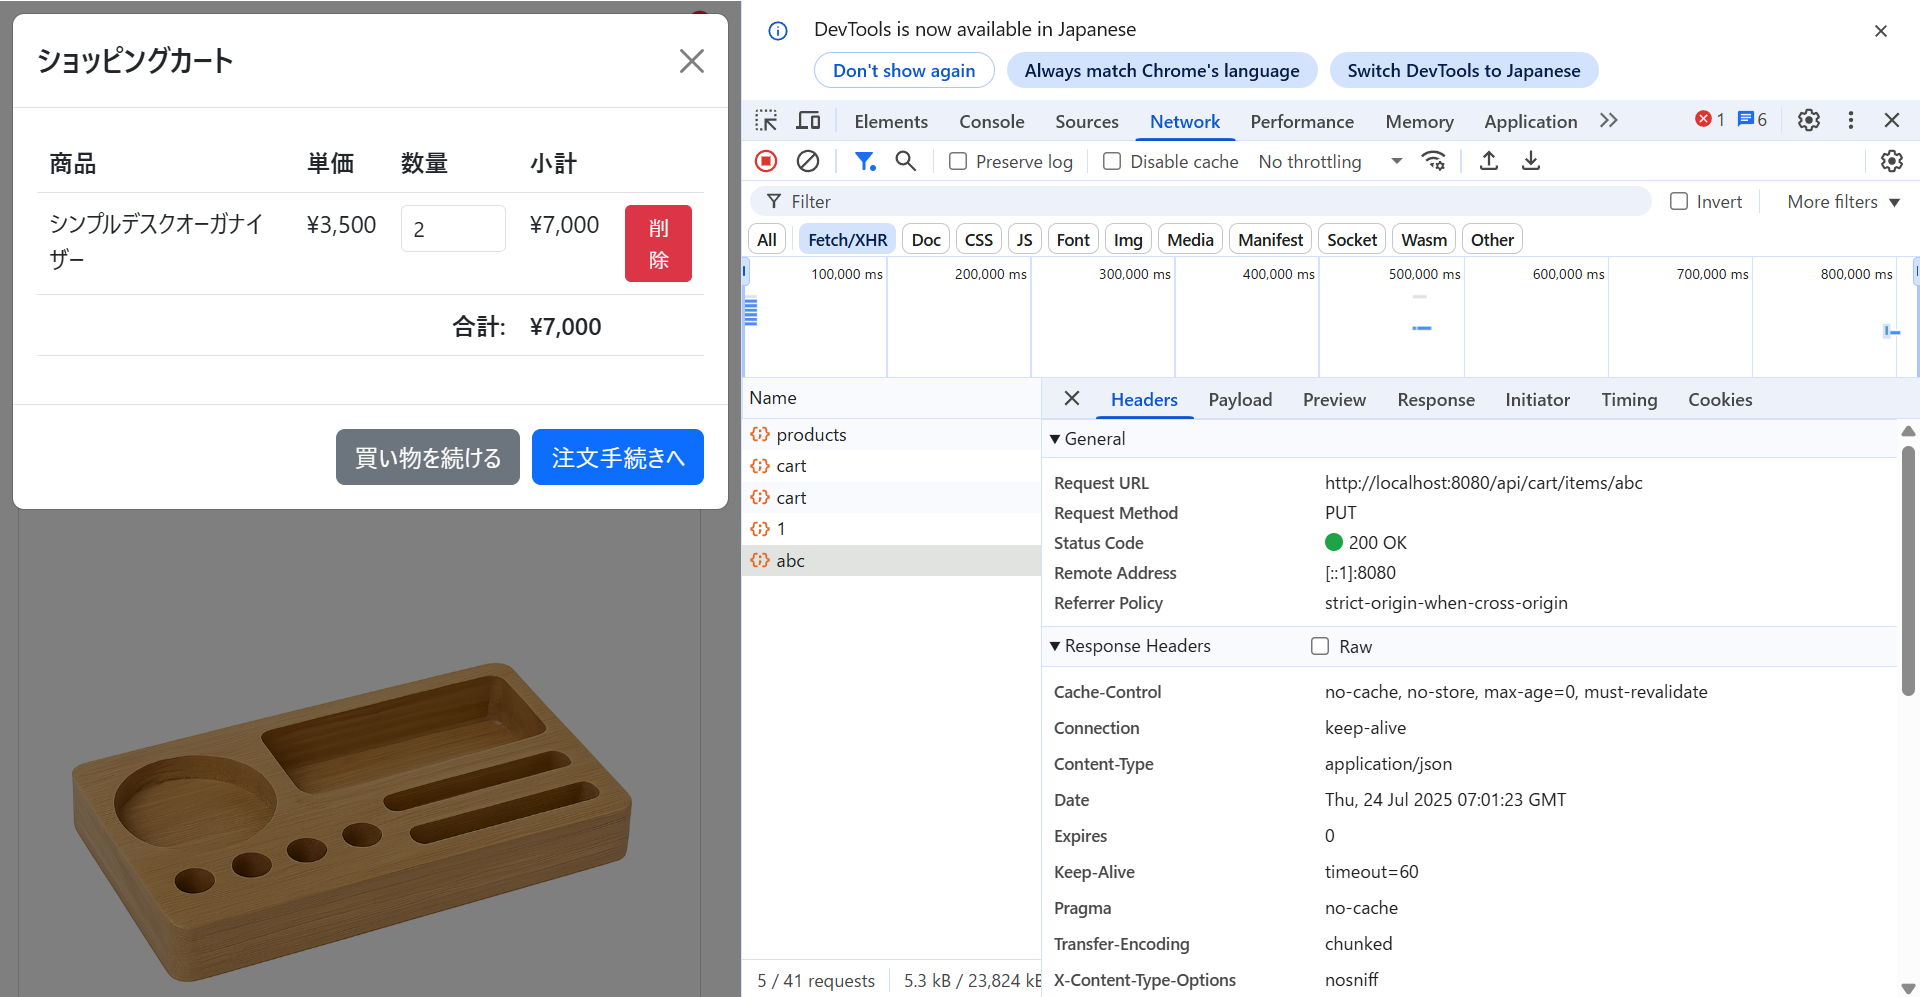 ショッピングカート
商品 単価 数量 小計
シンプルデスクオーガナイ
ザー
¥3,500 2 ¥7,000
削
除
合計: ¥7,000
買い物を続ける 注文手続きへ
DevTools is now available in Japanese
Don't show again Always match Chrome's language Switch DevTools to Japanese
Elements Console Sources Network Performance Memory Application 1 6
Preserve log Disable cache No throttling
Filter Invert More filters
All Fetch/XHR Doc CSS JS Font Img Media Manifest Socket Wasm Other
100,000 ms 200,000 ms 300,000 ms 400,000 ms 500,000 ms 600,000 ms 700,000 ms 800,000 ms
Name
products
cart
cart
1
abc
5 / 41 requests 5.3 kB / 23,824 kB
Headers Payload Preview Response Initiator Timing Cookies
General
Request URL http://localhost:8080/api/cart/items/abc
Request Method PUT
Status Code 200 OK
Remote Address [::1]:8080
Referrer Policy strict-origin-when-cross-origin
Response Headers Raw
Cache-Control no-cache, no-store, max-age=0, must-revalidate
Connection keep-alive
Content-Type application/json
Date Thu, 24 Jul 2025 07:01:23 GMT
Expires 0
Keep-Alive timeout=60
Pragma no-cache
Transfer-Encoding chunked
X-Content-Type-Options nosniff